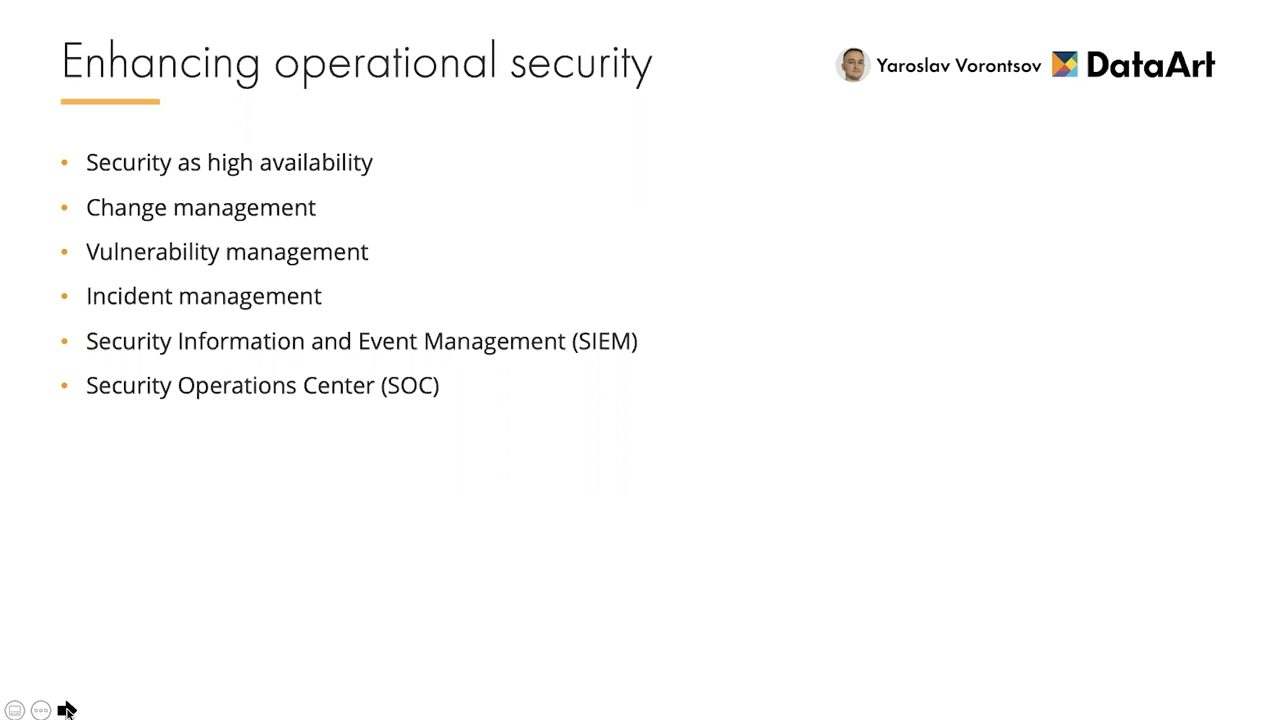 Enhancing operational security
Yaroslav Vorontsov DataArt
• Security as high availability
• Change management
• Vulnerability management
• Incident management
• Security Information and Event Management (SIEM)
• Security Operations Center (SOC)